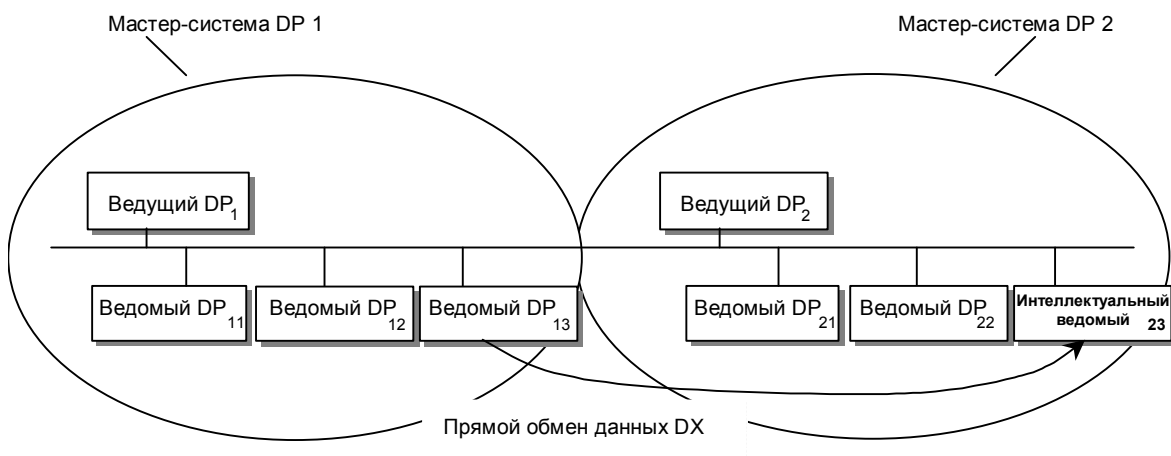 Мастер-система DP 1
Мастер-система DP 2
Ведущий DP1
Ведущий DP2
Ведомый DP11
Ведомый DP12
Ведомый DP13
Ведомый DP21
Ведомый DP22
Интеллектуальный
ведомый 23
Прямой обмен данных DX